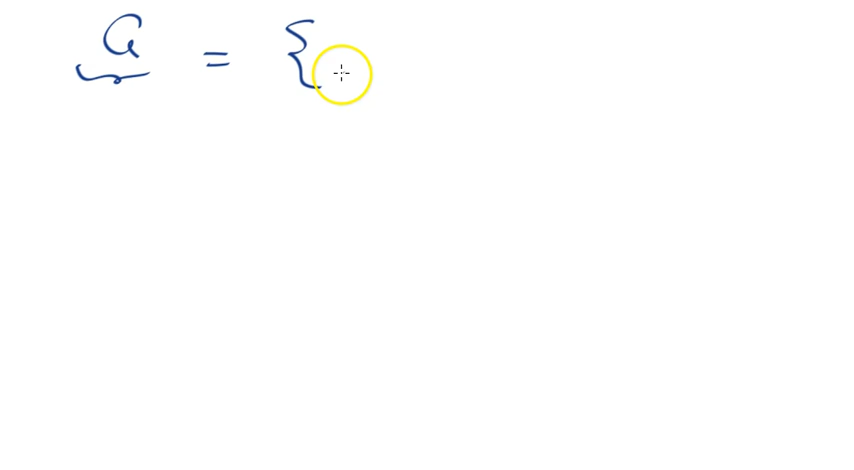 G = {